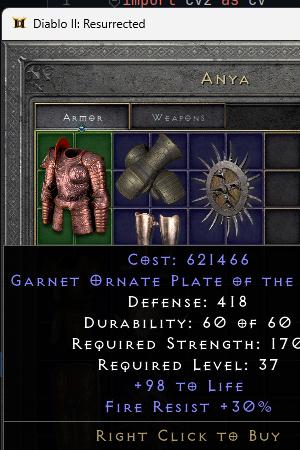 import cv2 as cv
Diablo II: Resurrected
Anya
Armor
Weapons
Cost: 621466
Garnet Ornate Plate of the
Defense: 418
Durability: 60 of 60
Required Strength: 170
Required Level: 37
+98 to Life
Fire Resist +30%
Right Click to Buy